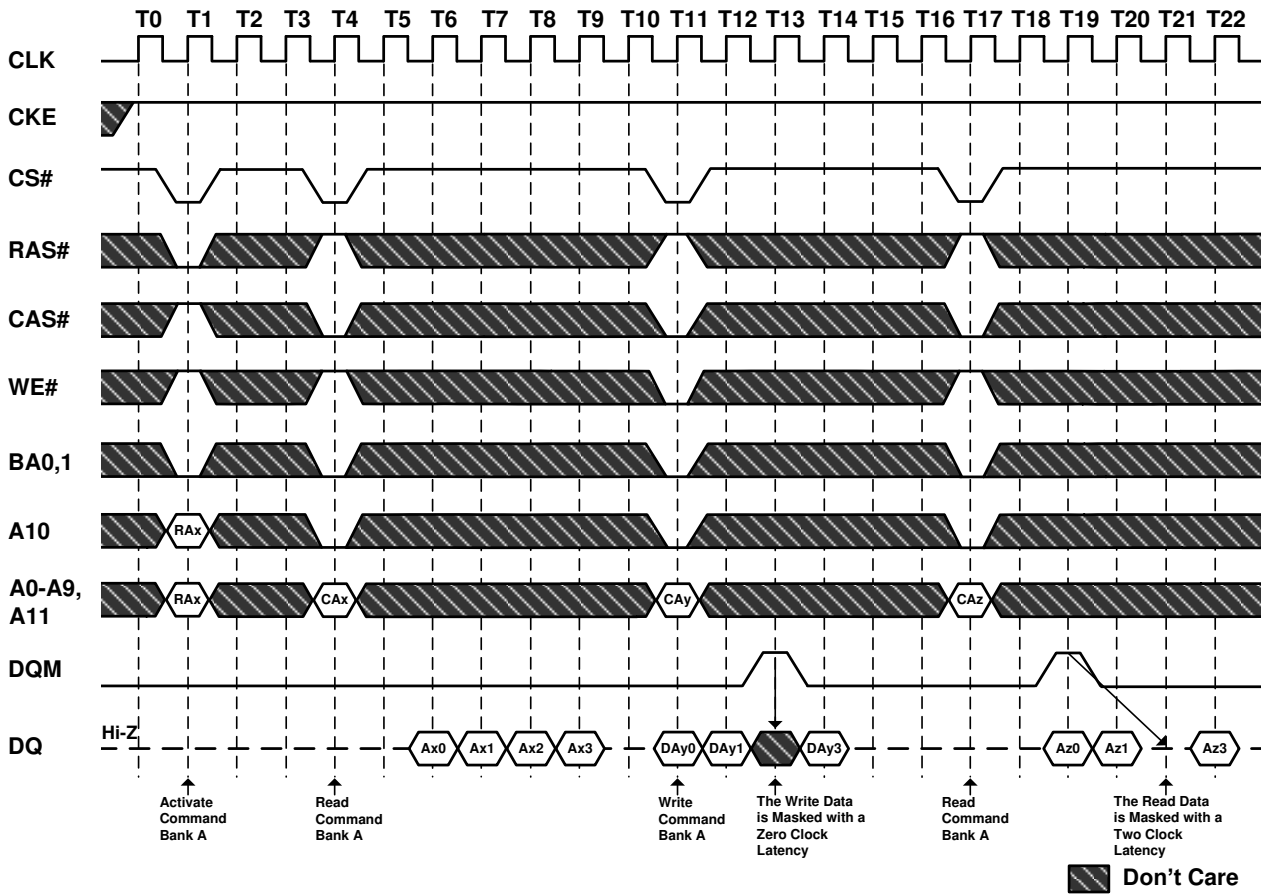 T0 T1 T2 T3 T4 T5 T6 T7 T8 T9 T10 T11 T12 T13 T14 T15 T16 T17 T18 T19 T20 T21 T22
CLK
CKE
CS#
RAS#
CAS#
WE#
BA0,1
A10
RAx
A0-A9,
A11
RAx CAx CAy CAz
DQM
Hi-Z
DQ
Ax0 Ax1 Ax2 Ax3 DAy0 DAy1 DAy3 Az0 Az1 Az3
Activate
Command
Bank A
Read
Command
Bank A
Write
Command
Bank A
The Write Data
is Masked with a
Zero Clock
Latency
Read
Command
Bank A
The Read Data
is Masked with a
Two Clock
Latency
Don't Care